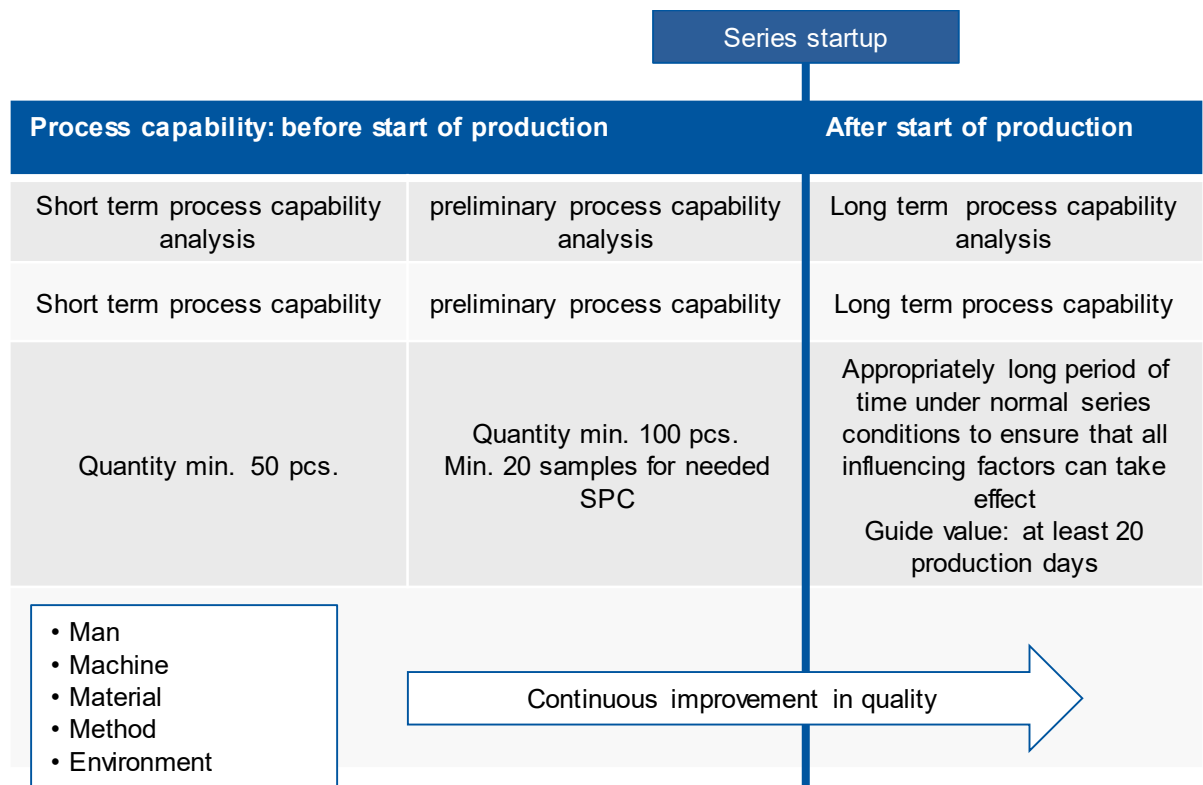 Series startup
Process capability: before start of production
After start of production
Short term process capability
analysis
preliminary process capability
analysis
Long term process capability
analysis
Short term process capability
preliminary process capability
Long term process capability
Quantity min. 50 pcs.
Quantity min. 100 pcs.
Min. 20 samples for needed
SPC
Appropriately long period of
time under normal series
conditions to ensure that all
influencing factors can take
effect
Guide value: at least 20
production days
• Man
• Machine
• Material
• Method
• Environment
Continuous improvement in quality